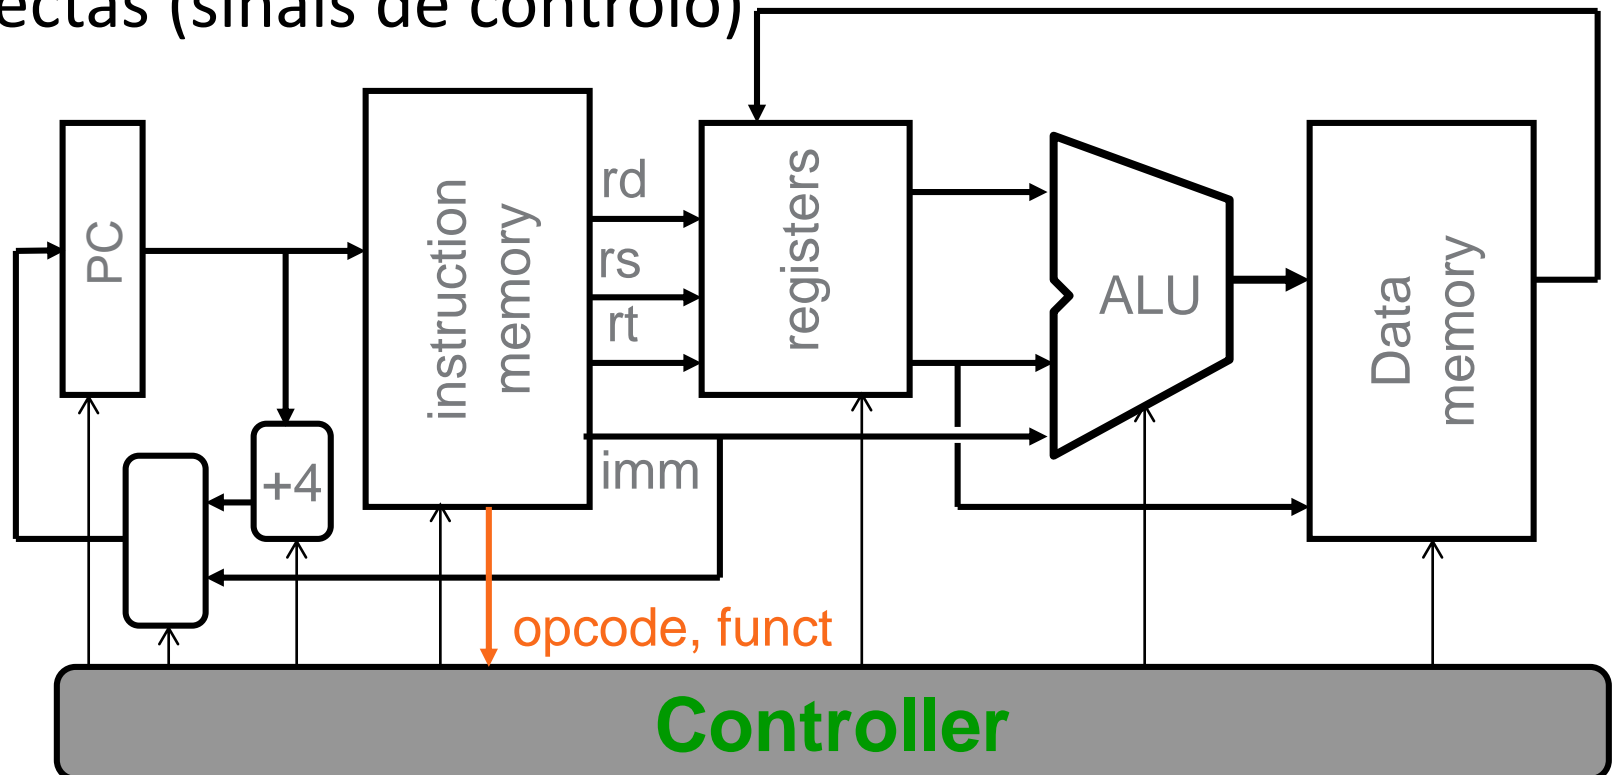 ectas (sinais de controlo)
PC
instruction
memory
rd
rs
rt
imm
registers
ALU
Data
memory
+4
opcode, funct
Controller